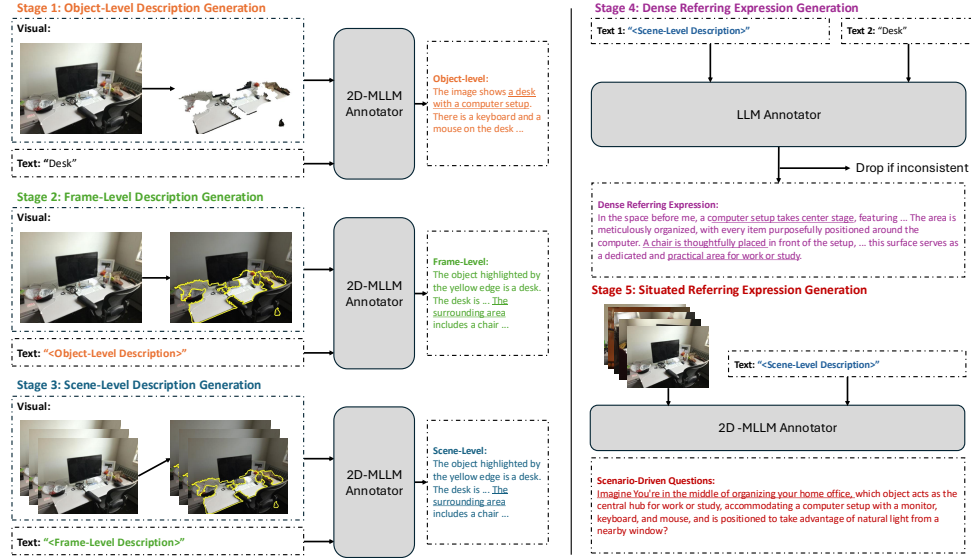 Stage 1: Object-Level Description Generation
Visual:
Text: “Desk”
2D-MLLM
Annotator
Object-level:
The image shows a desk
with a computer setup.
There is a keyboard and a
mouse on the desk ...
Stage 2: Frame-Level Description Generation
Visual:
Text: “<Object-Level Description>”
2D-MLLM
Annotator
Frame-Level:
The object highlighted by
the yellow edge is a desk.
The desk is ... The
surrounding area
includes a chair ...
Stage 3: Scene-Level Description Generation
Visual:
Text: “<Frame-Level Description>”
2D-MLLM
Annotator
Scene-Level:
The object highlighted by
the yellow edge is a desk.
The desk is ... The
surrounding area
includes a chair ...
Stage 4: Dense Referring Expression Generation
Text 1: “<Scene-Level Description>”
Text 2: “Desk”
LLM Annotator
Drop if inconsistent
Dense Referring Expression:
In the space before me, a computer setup takes center stage, featuring ... The area is
meticulously organized, with every item purposefully positioned around the
computer. A chair is thoughtfully placed in front of the setup, ... this surface serves as
a dedicated and practical area for work or study.
Stage 5: Situated Referring Expression Generation
Text: “<Scene-Level Description>”
2D -MLLM Annotator
Scenario-Driven Questions:
Imagine You're in the middle of organizing your home office, which object acts as the
central hub for work or study, accommodating a computer setup with a monitor,
keyboard, and mouse, and is positioned to take advantage of natural light from a
nearby window?